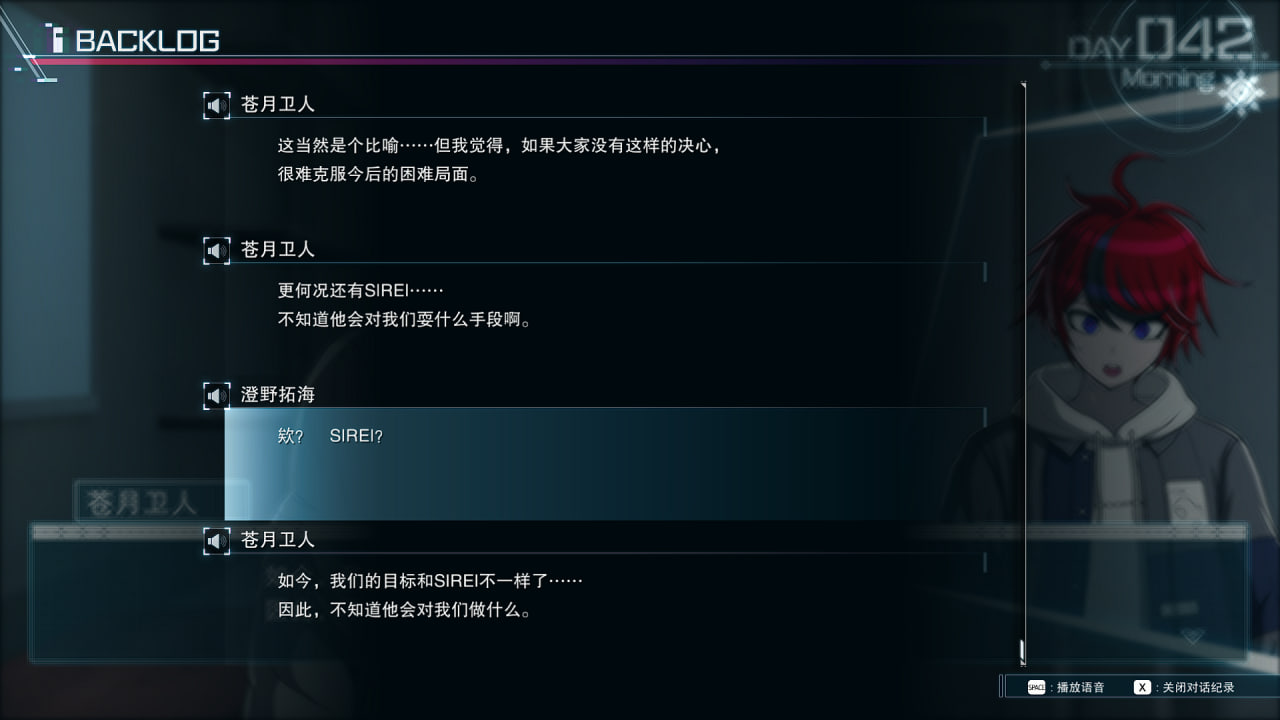 BACKLOG
DAY 042
Morning
苍月卫人
这当然是个比喻……但我觉得，如果大家没有这样的决心，
很难克服今后的困难局面。
苍月卫人
更何况还有SIREI……
不知道他会对我们耍什么手段啊。
澄野拓海
欸？ SIREI？
苍月卫人
苍月卫人
如今，我们的目标和SIREI不一样了……
因此，不知道他会对我们做什么。
SPACE：播放语音 X：关闭对话纪录